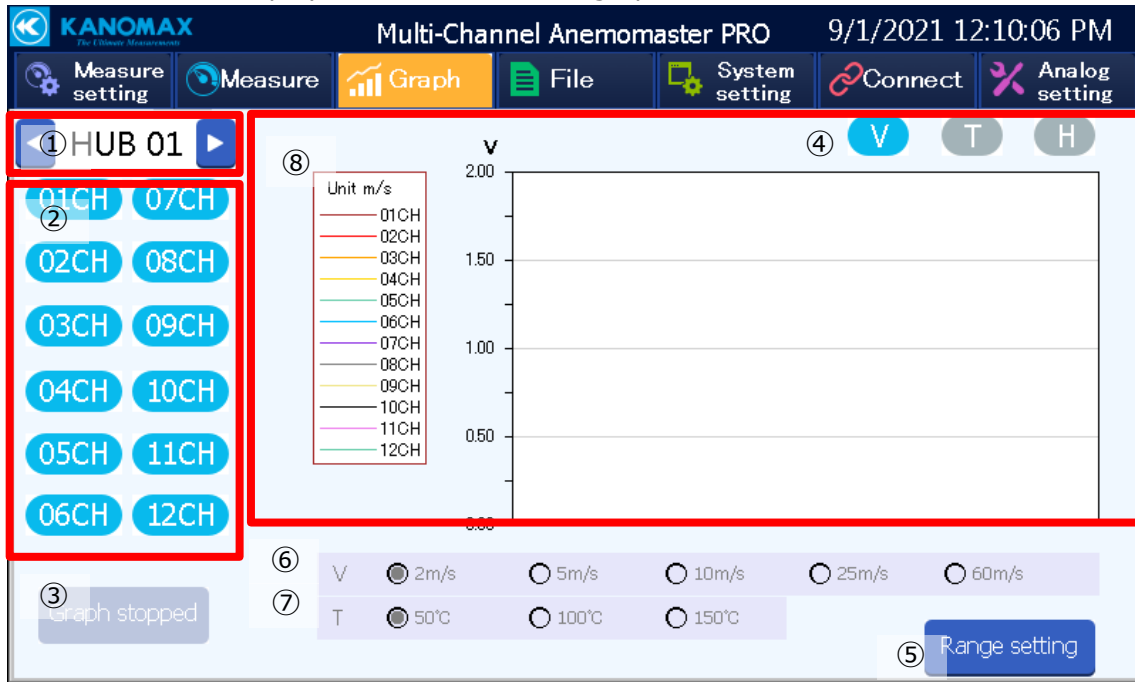 KANOMAX
The Ultimate Measurements
Multi-Channel Anemomaster PRO
9/1/2021 12:10:06 PM
Measure setting
Measure
Graph
File
System setting
Connect
Analog setting
① HUB 01
②
01CH 07CH
02CH 08CH
03CH 09CH
04CH 10CH
05CH 11CH
06CH 12CH
③
Graph stopped
④ V T H
⑧
Unit m/s
01CH
02CH
03CH
04CH
05CH
06CH
07CH
08CH
09CH
10CH
11CH
12CH
V
2.00
1.50
1.00
0.50
0.00
⑥ V 2m/s 5m/s 10m/s 25m/s 60m/s
⑦ T 50℃ 100℃ 150℃
⑤ Range setting